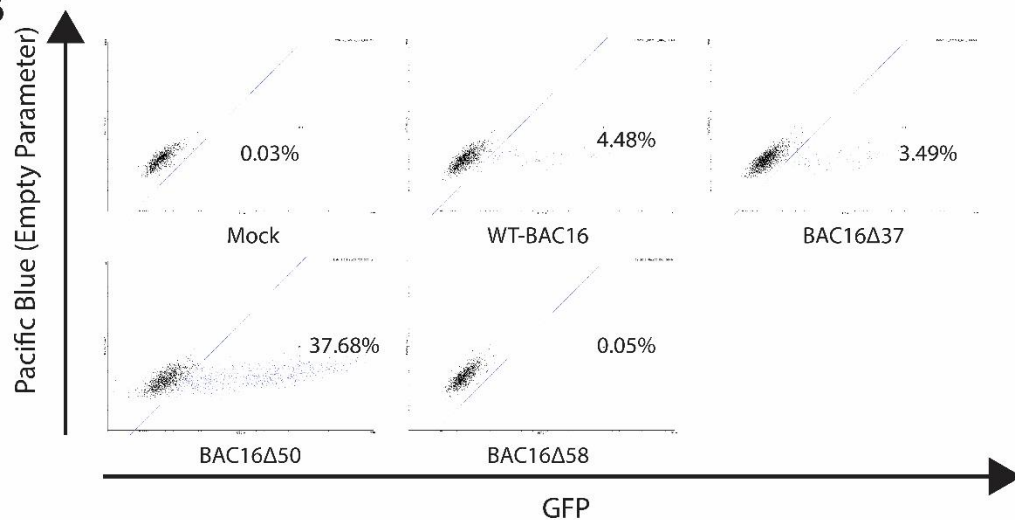 Pacific Blue (Empty Parameter)
0.03%
4.48%
3.49%
Mock
WT-BAC16
BAC16Δ37
37.68%
0.05%
BAC16Δ50
BAC16Δ58
GFP